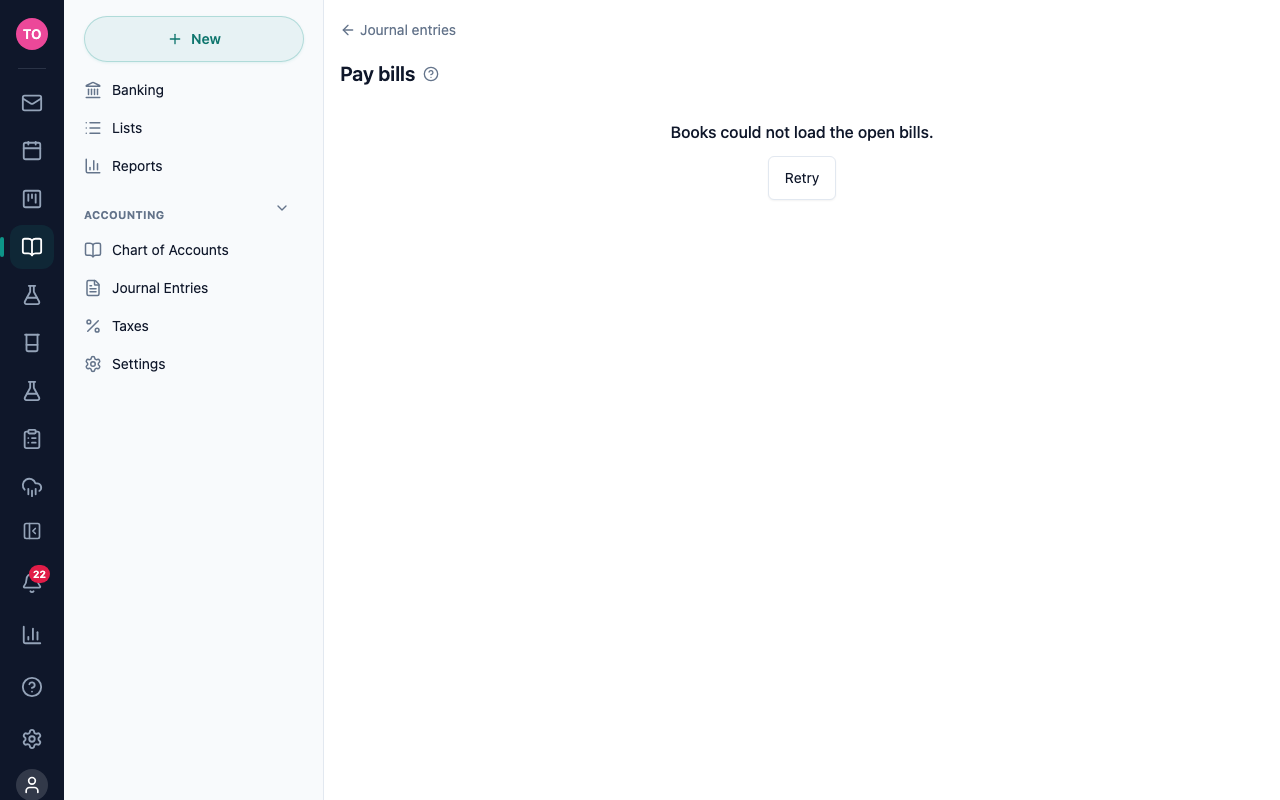 TO
New
Banking
Lists
Reports
ACCOUNTING
Chart of Accounts
Journal Entries
Taxes
Settings
22
Journal entries
Pay bills
Books could not load the open bills.
Retry